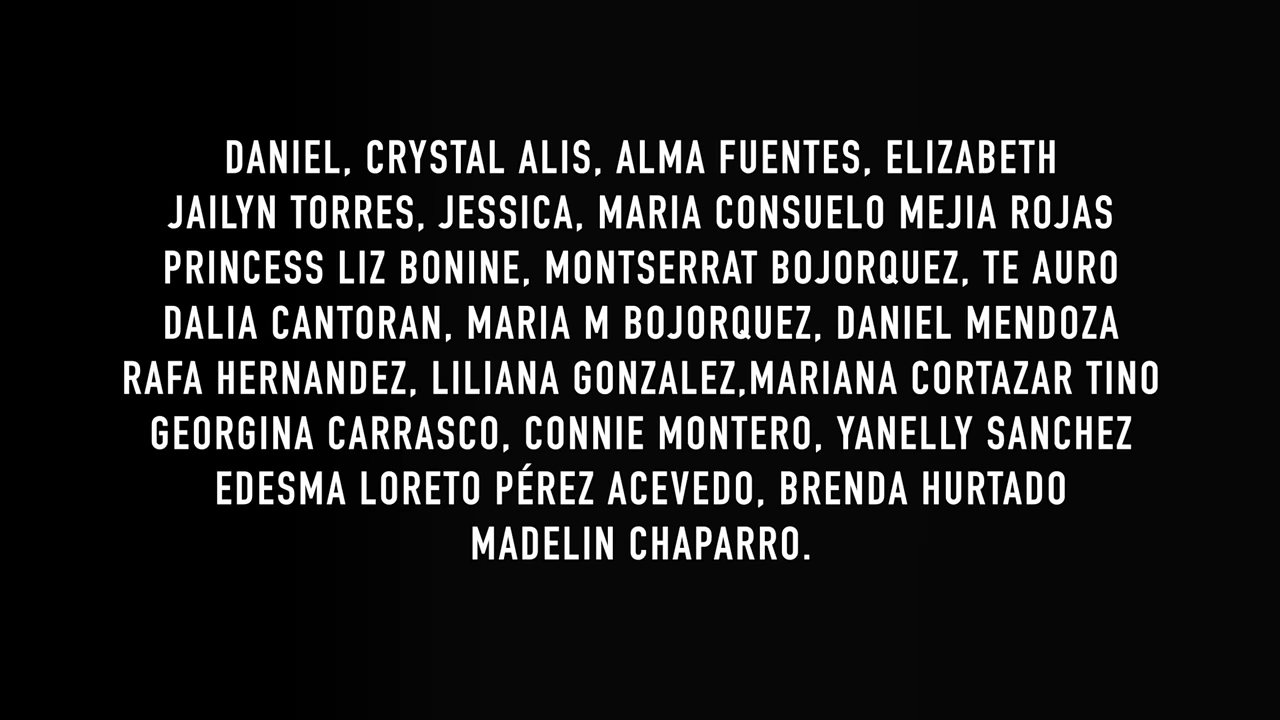 DANIEL, CRYSTAL ALIS, ALMA FUENTES, ELIZABETH
JAILYN TORRES, JESSICA, MARIA CONSUELO MEJIA ROJAS
PRINCESS LIZ BONINE, MONTSERRAT BOJORQUEZ, TE AURO
DALIA CANTORAN, MARIA M BOJORQUEZ, DANIEL MENDOZA
RAFA HERNANDEZ, LILIANA GONZALEZ,MARIANA CORTAZAR TINO
GEORGINA CARRASCO, CONNIE MONTERO, YANELLY SANCHEZ
EDESMA LORETO PÉREZ ACEVEDO, BRENDA HURTADO
MADELIN CHAPARRO.